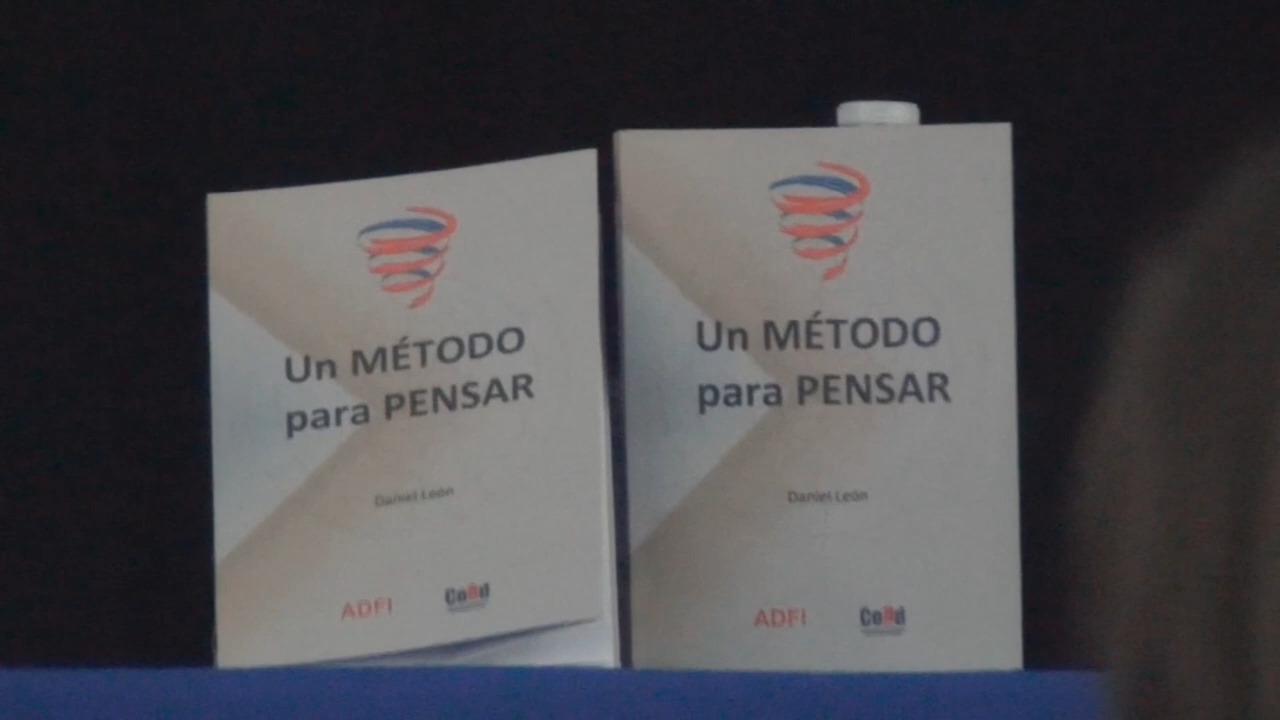 Un MÉTODO
para PENSAR
Daniel León
ADFI
Un MÉTODO
para PENSAR
Daniel León
ADFI